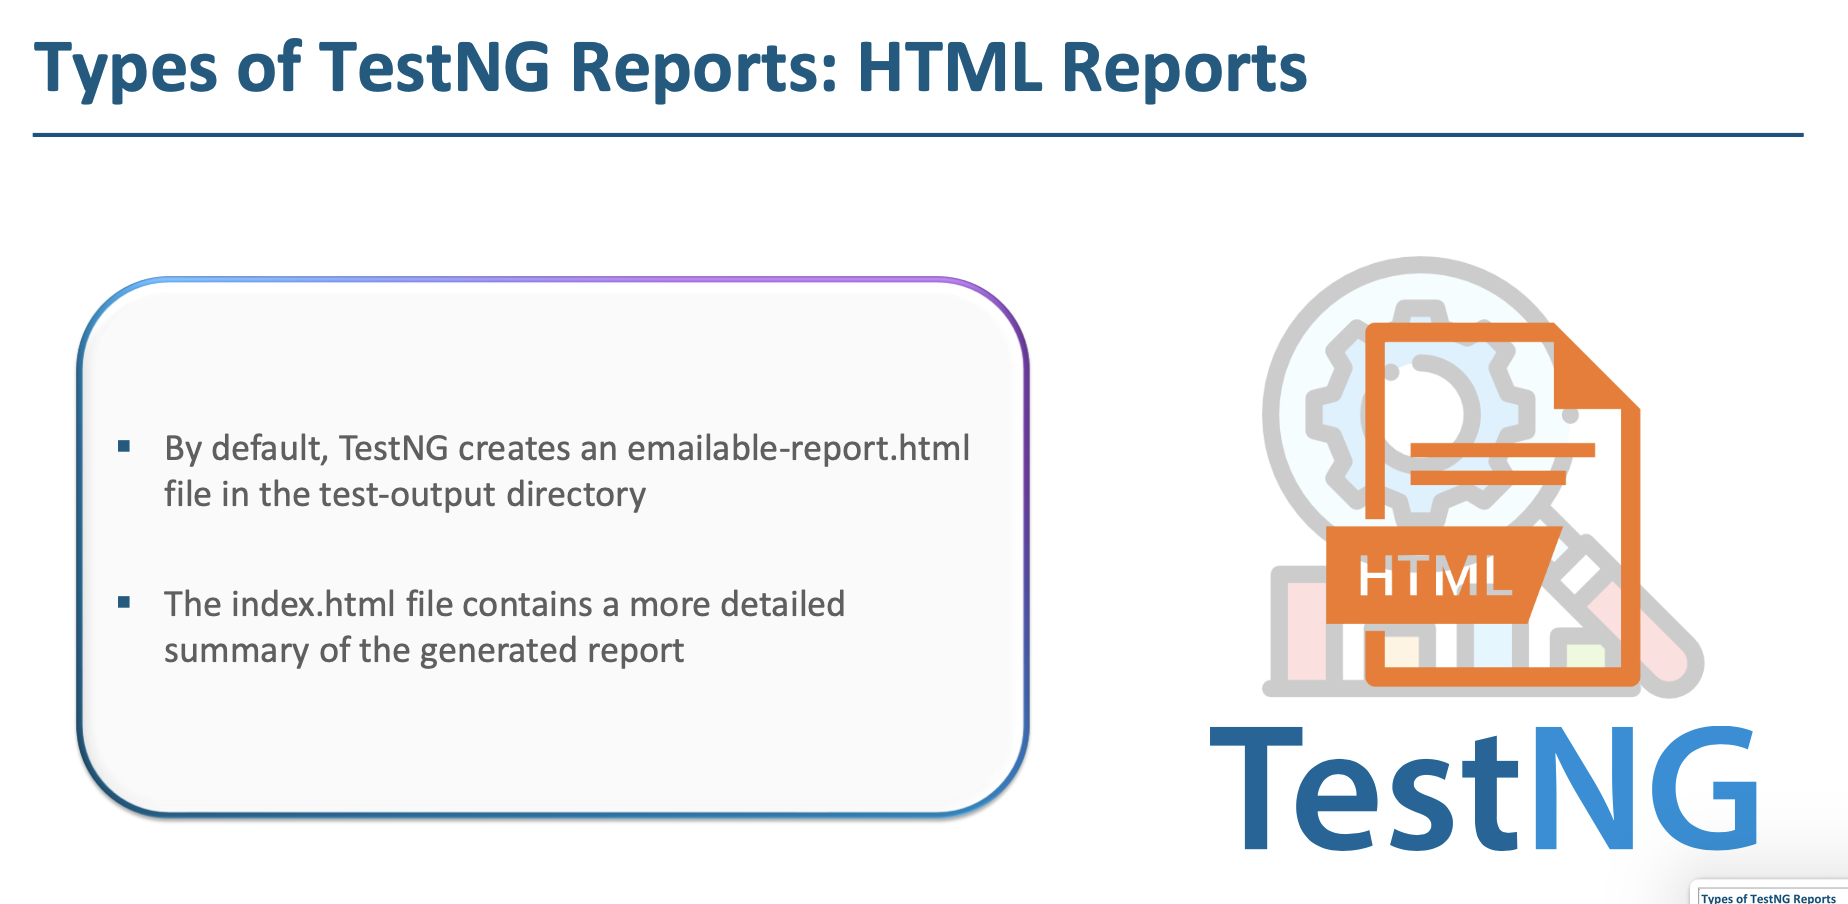 Types of TestNG Reports: HTML Reports
▪ By default, TestNG creates an emailable-report.html
file in the test-output directory
▪ The index.html file contains a more detailed
summary of the generated report
HTML
TestNG
Types of TestNG Reports